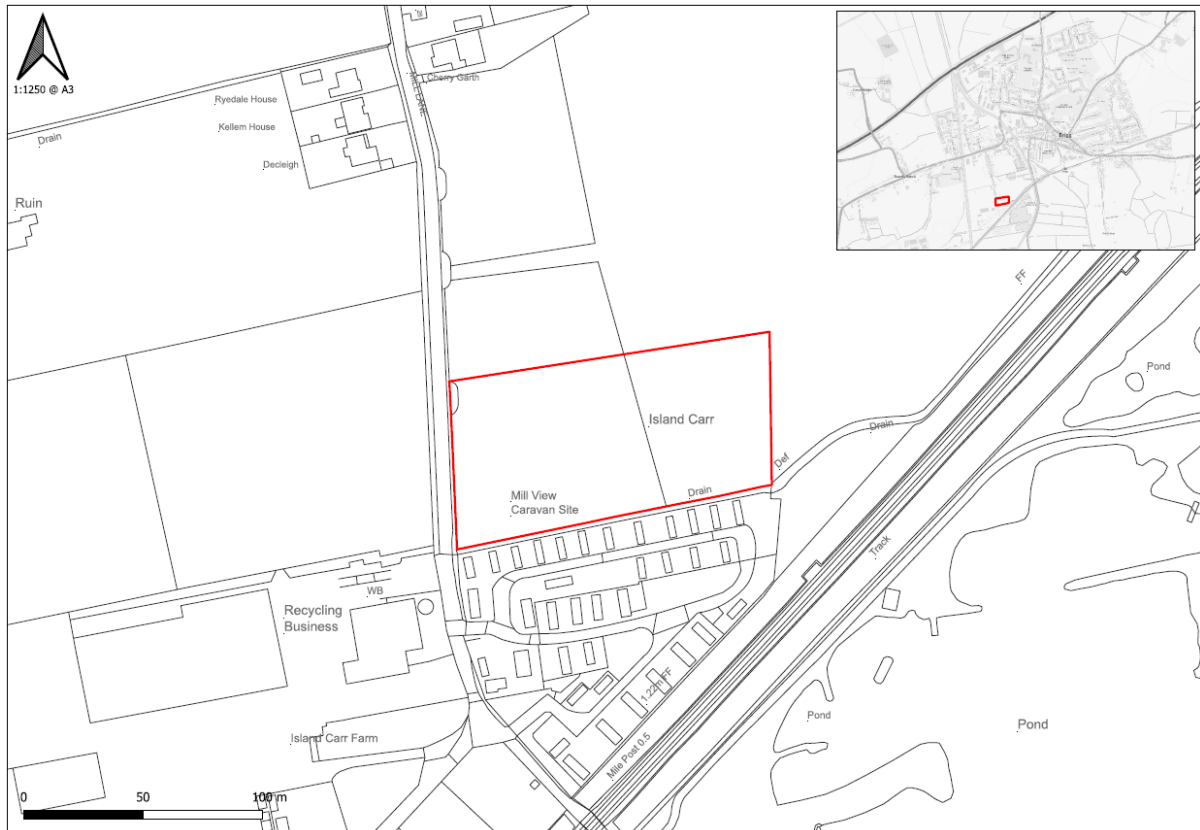 1:1250 @ A3
Cherry Garth
Ryedale House
Kellem House
Drain
Decleigh
Ruin
Brigg
FF
Pond
Island Carr
Drain
Def
Drain
Mill View
Caravan Site
Track
WB
Recycling
Business
1.22m FF
Pond
Pond
Island Carr Farm
Mile Post 0.5
0 50 100 m